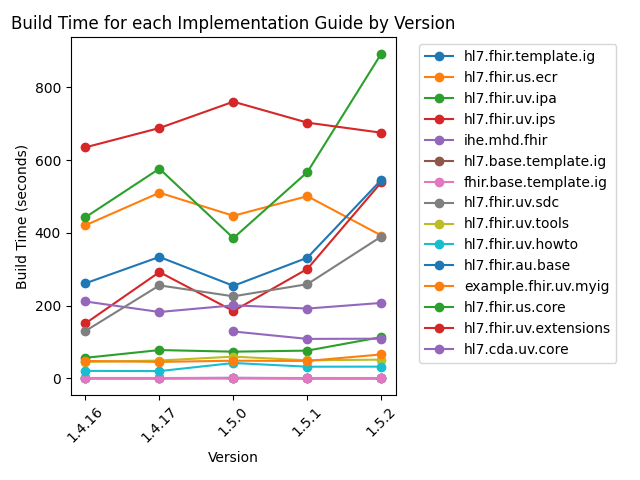 Build Time for each Implementation Guide by Version
Build Time (seconds)
800
600
400
200
0
1.4.16
1.4.17
1.5.0
1.5.1
1.5.2
Version
hl7.fhir.template.ig
hl7.fhir.us.ecr
hl7.fhir.uv.ipa
hl7.fhir.uv.ips
ihe.mhd.fhir
hl7.base.template.ig
fhir.base.template.ig
hl7.fhir.uv.sdc
hl7.fhir.uv.tools
hl7.fhir.uv.howto
hl7.fhir.au.base
example.fhir.uv.myig
hl7.fhir.us.core
hl7.fhir.uv.extensions
hl7.cda.uv.core